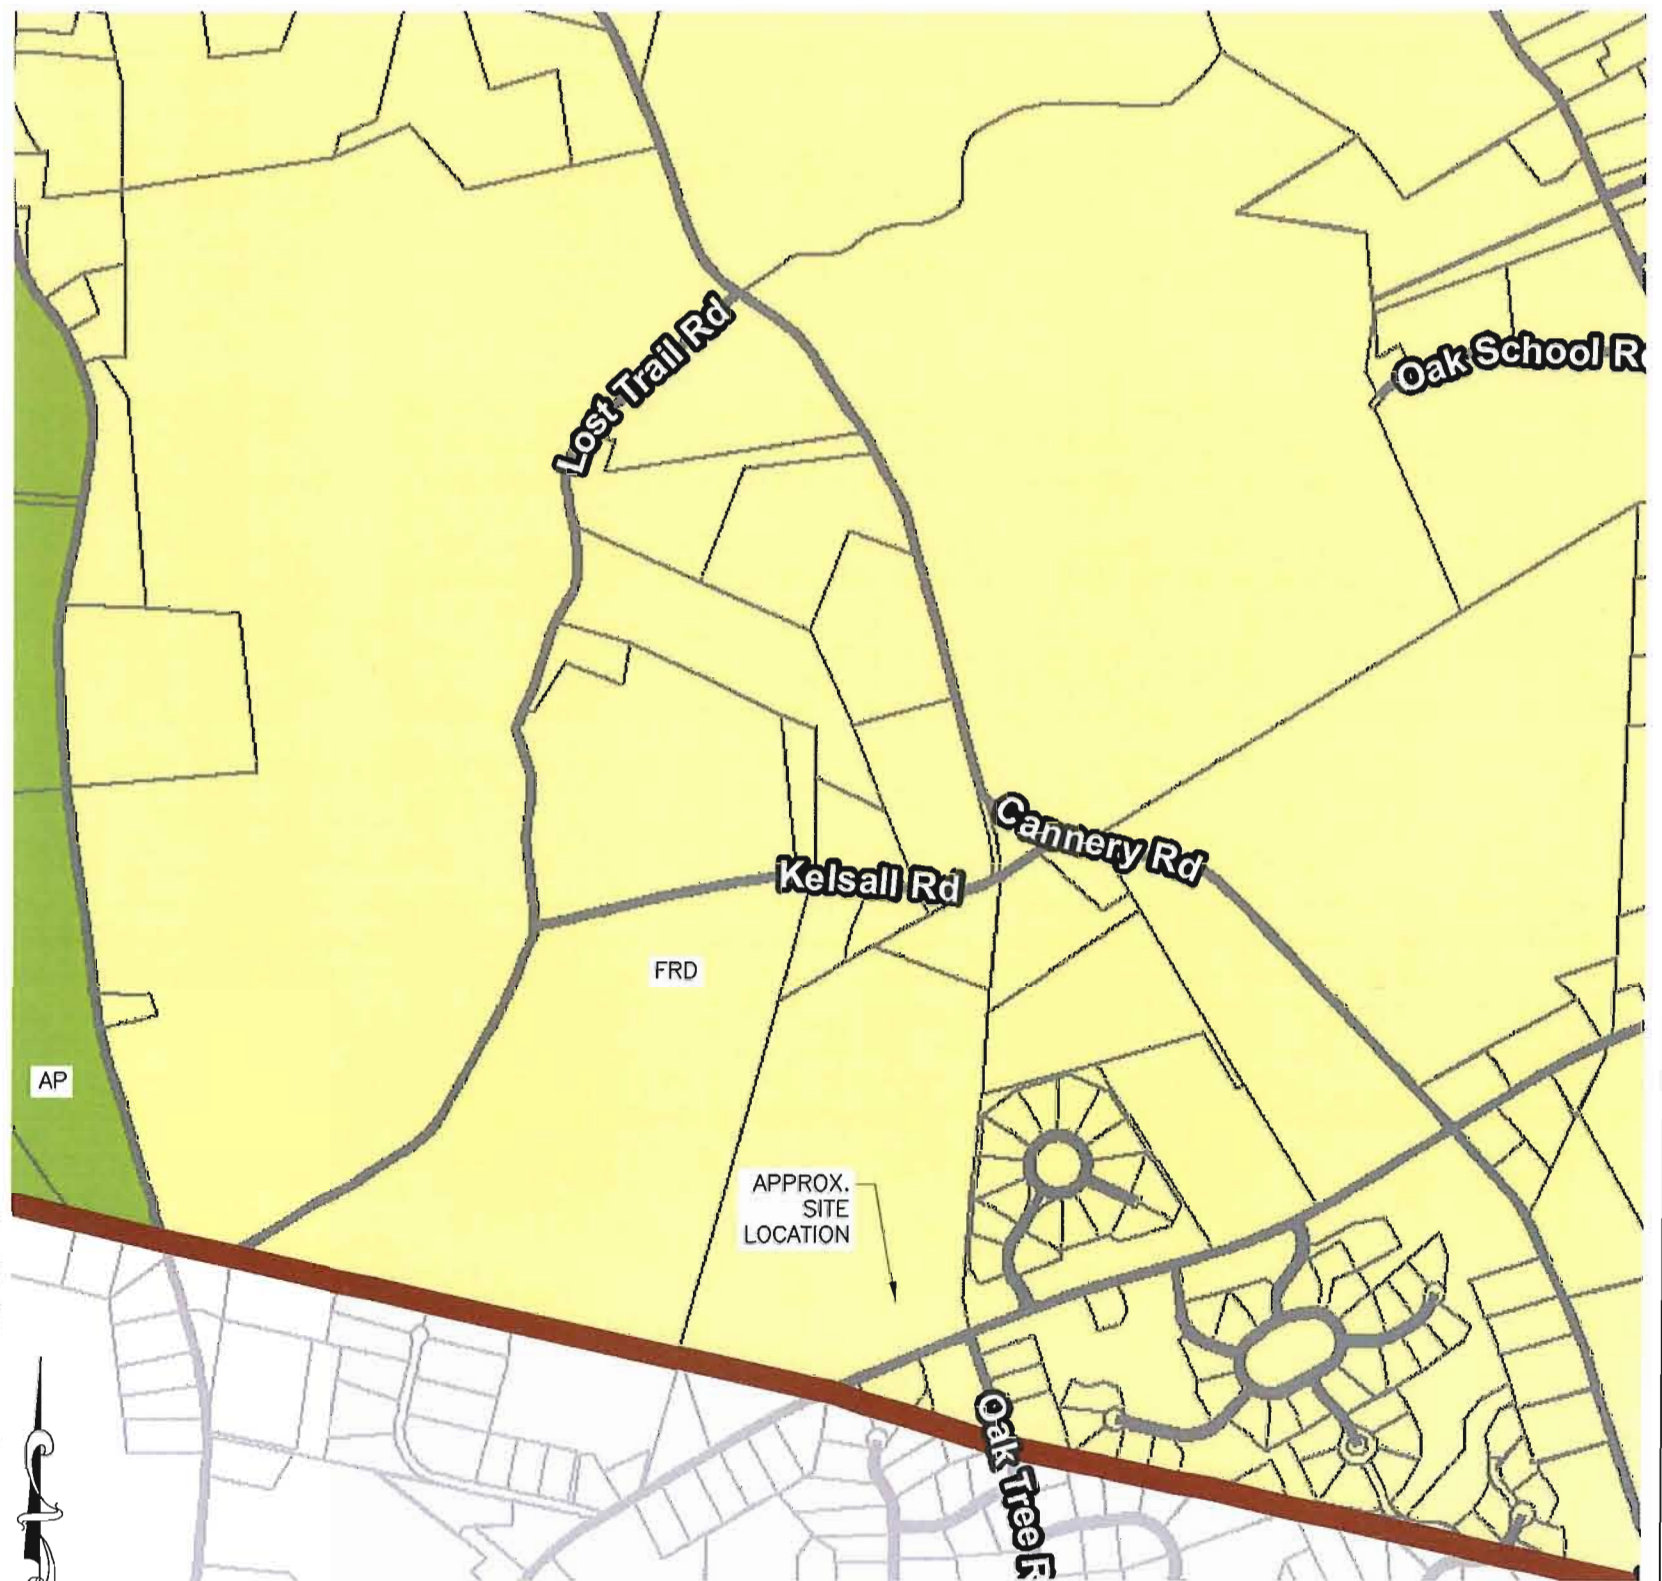 Lost Trail Rd
Oak School R
Cannery Rd
Kelsall Rd
FRD
AP
APPROX.
SITE
LOCATION
Oak Tree R